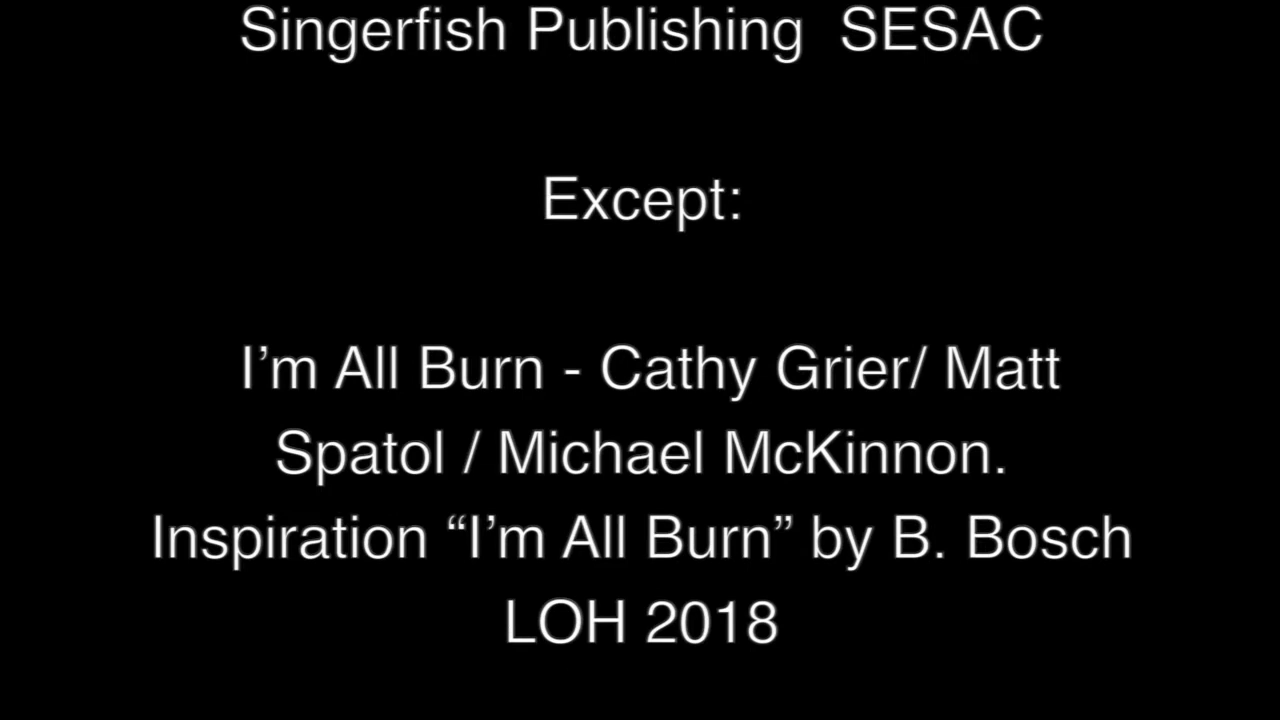 Singerfish Publishing  SESAC
Except:
I’m All Burn - Cathy Grier/ Matt
Spatol / Michael McKinnon.
Inspiration “I’m All Burn” by B. Bosch
LOH 2018